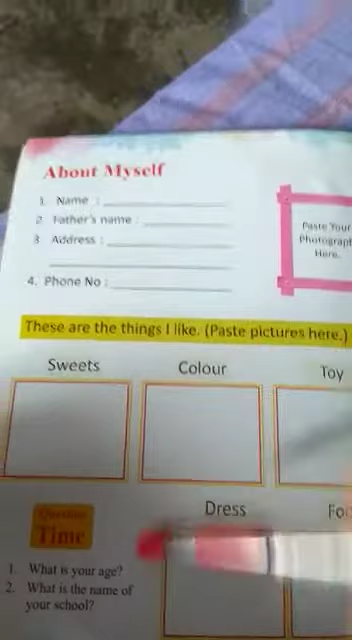 About Myself
1. Name :
2. Father's name :
3 Address :
4. Phone No :
Paste Your
Photograph
Here.
These are the things I like. (Paste pictures here.)
Sweets Colour Toy
Dress
Question
Time
1. What is your age?
2. What is the name of
your school?